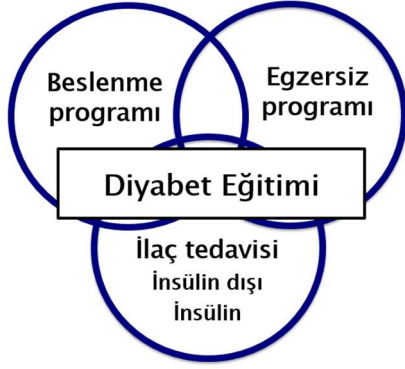 Beslenme
programı
Egzersiz
programı
Diyabet Eğitimi
İlaç tedavisi
İnsülin dışı
İnsülin